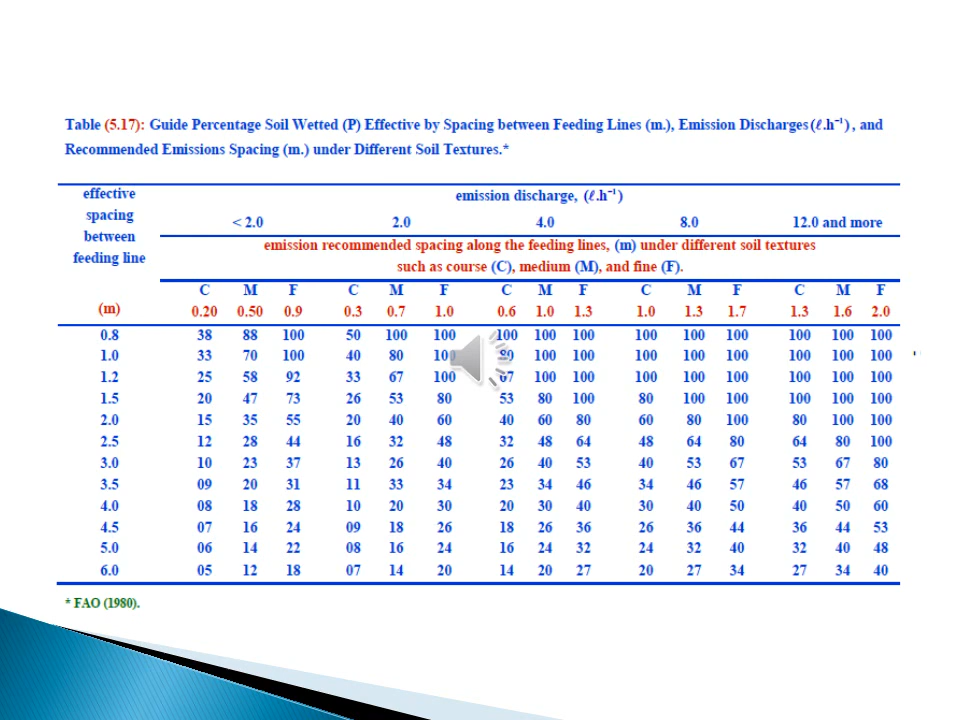 Table (5.17): Guide Percentage Soil Wetted (P) Effective by Spacing between Feeding Lines (m.), Emission Discharges (ℓ.h⁻¹), and
Recommended Emissions Spacing (m.) under Different Soil Textures.*
effective spacing between feeding line (m)
emission discharge, (ℓ.h⁻¹)
< 2.0 2.0 4.0 8.0 12.0 and more
emission recommended spacing along the feeding lines, (m) under different soil textures
such as course (C), medium (M), and fine (F).
C M F C M F C M F C M F C M F
0.20 0.50 0.9 0.3 0.7 1.0 0.6 1.0 1.3 1.0 1.3 1.7 1.3 1.6 2.0
0.8 38 88 100 50 100 100 100 100 100 100 100 100 100 100 100
1.0 33 70 100 40 80 100 80 100 100 100 100 100 100 100 100
1.2 25 58 92 33 67 100 67 100 100 100 100 100 100 100 100
1.5 20 47 73 26 53 80 53 80 100 80 100 100 100 100 100
2.0 15 35 55 20 40 60 40 60 80 60 80 100 80 100 100
2.5 12 28 44 16 32 48 32 48 64 48 64 80 64 80 100
3.0 10 23 37 13 26 40 26 40 53 40 53 67 53 67 80
3.5 09 20 31 11 33 34 23 34 46 34 46 57 46 57 68
4.0 08 18 28 10 20 30 20 30 40 30 40 50 40 50 60
4.5 07 16 24 09 18 26 18 26 36 26 36 44 36 44 53
5.0 06 14 22 08 16 24 16 24 32 24 32 40 32 40 48
6.0 05 12 18 07 14 20 14 20 27 20 27 34 27 34 40
* FAO (1980).